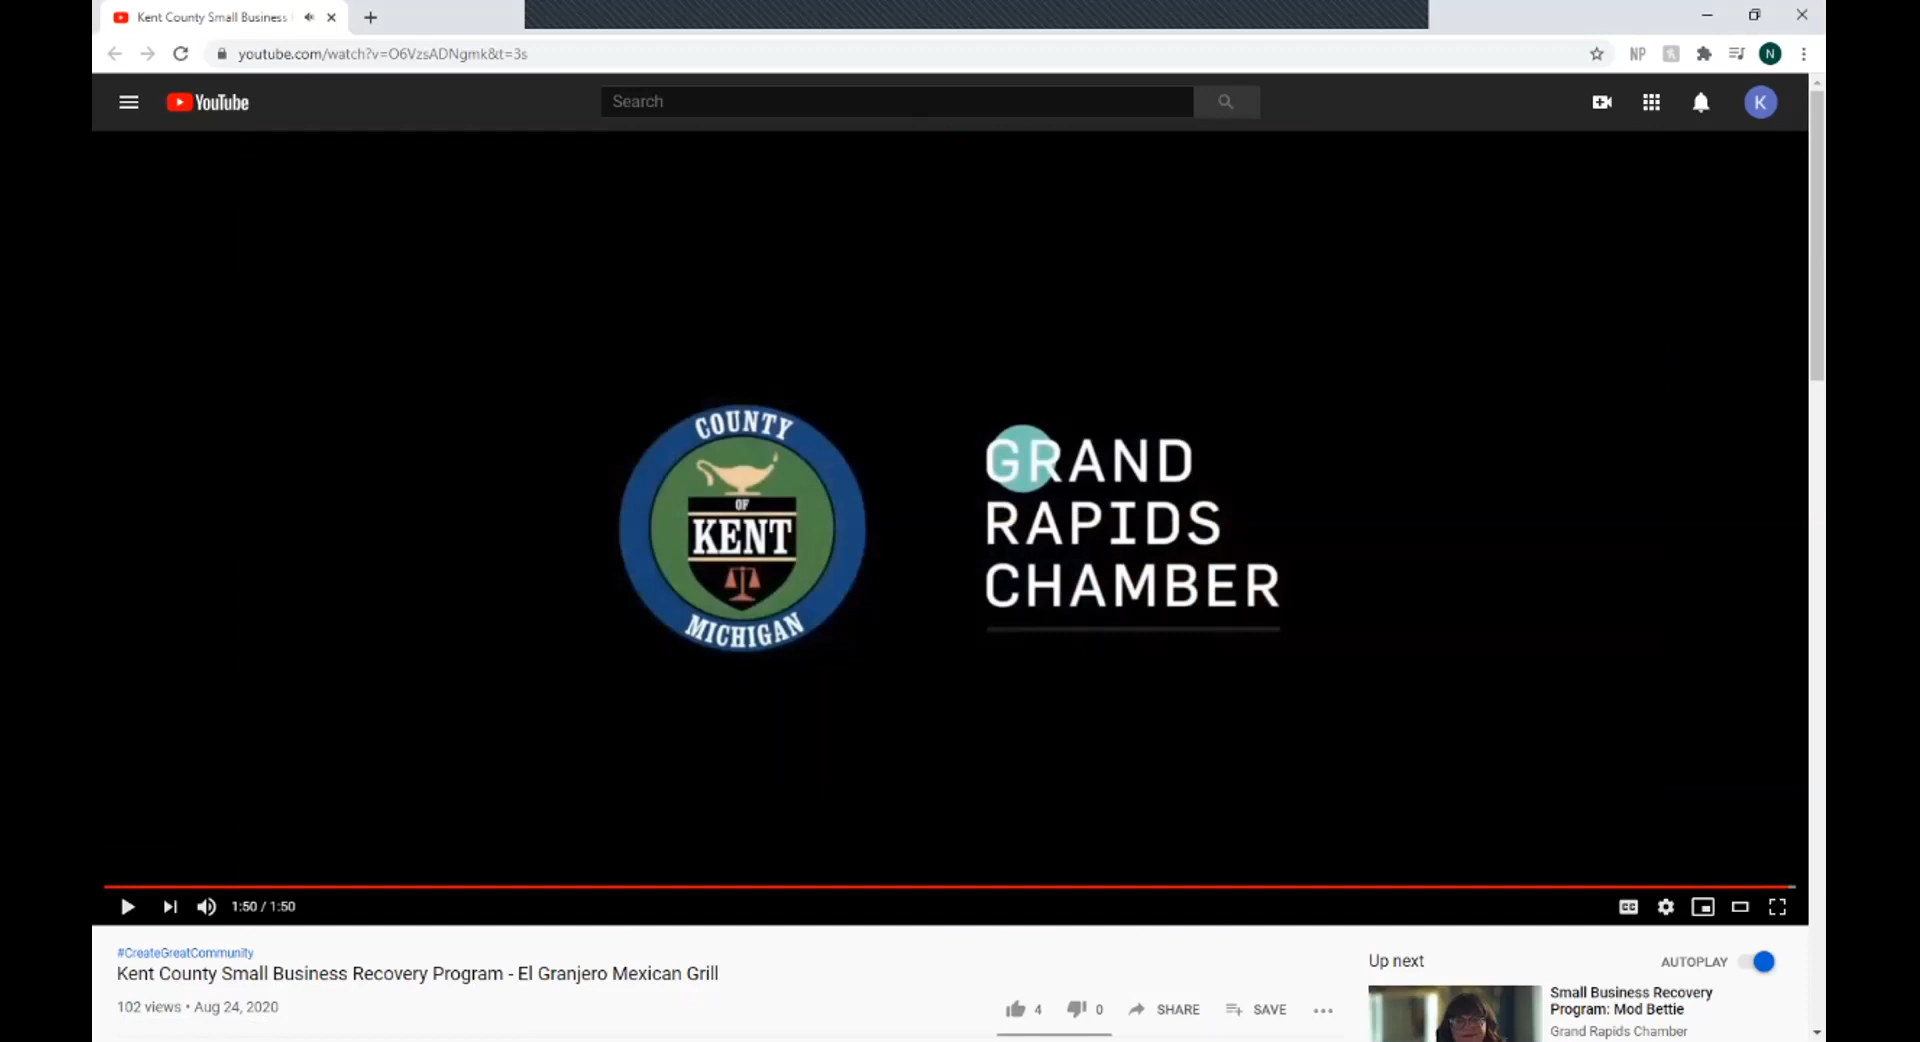 Kent County Small Business
youtube.com/watch?v=O6VzsADNgmk&t=3s
NP
N
YouTube
Search
K
COUNTY
OF
KENT
MICHIGAN
GRAND
RAPIDS
CHAMBER
1:50 / 1:50
CC
#CreateGreatCommunity
Kent County Small Business Recovery Program - El Granjero Mexican Grill
102 views • Aug 24, 2020
4
0
SHARE
SAVE
Up next
AUTOPLAY
Small Business Recovery
Program: Mod Bettie
Grand Rapids Chamber